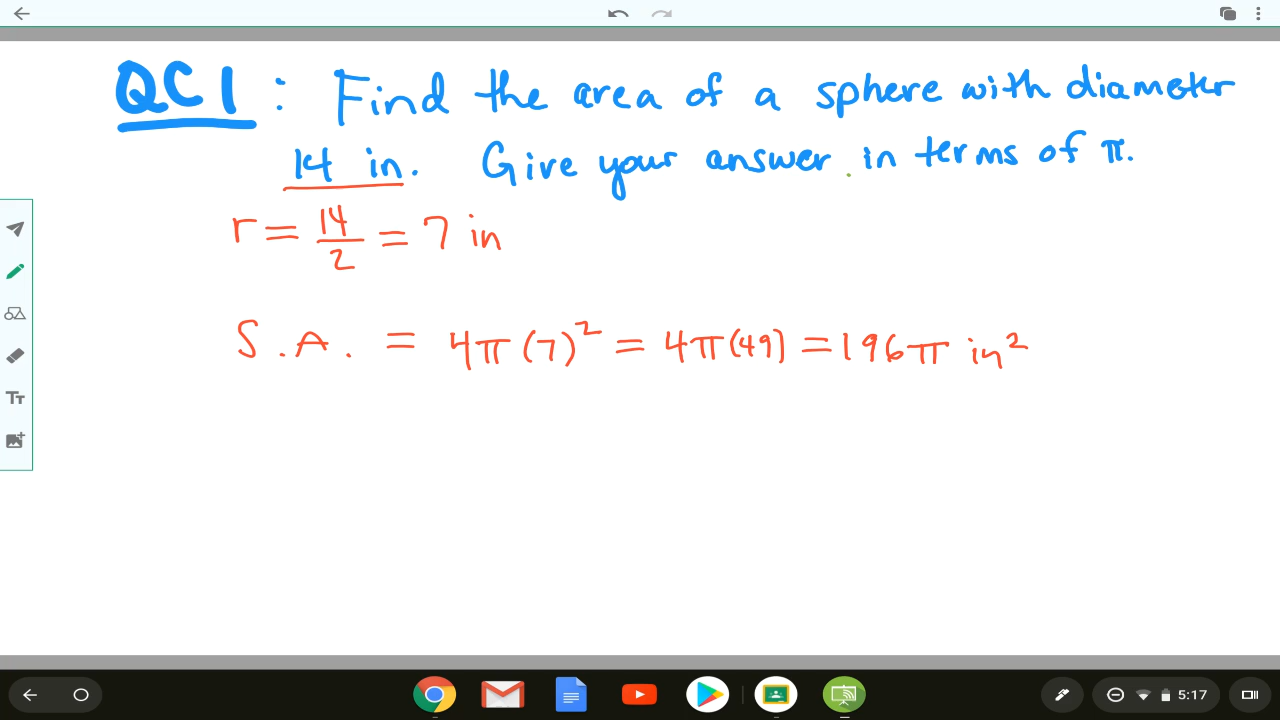 QC1 : Find the area of a sphere with diameter
14 in. Give your answer in terms of π.
r = 14/2 = 7 in
S.A. = 4π(7)² = 4π(49) = 196π in²
Tт
5:17